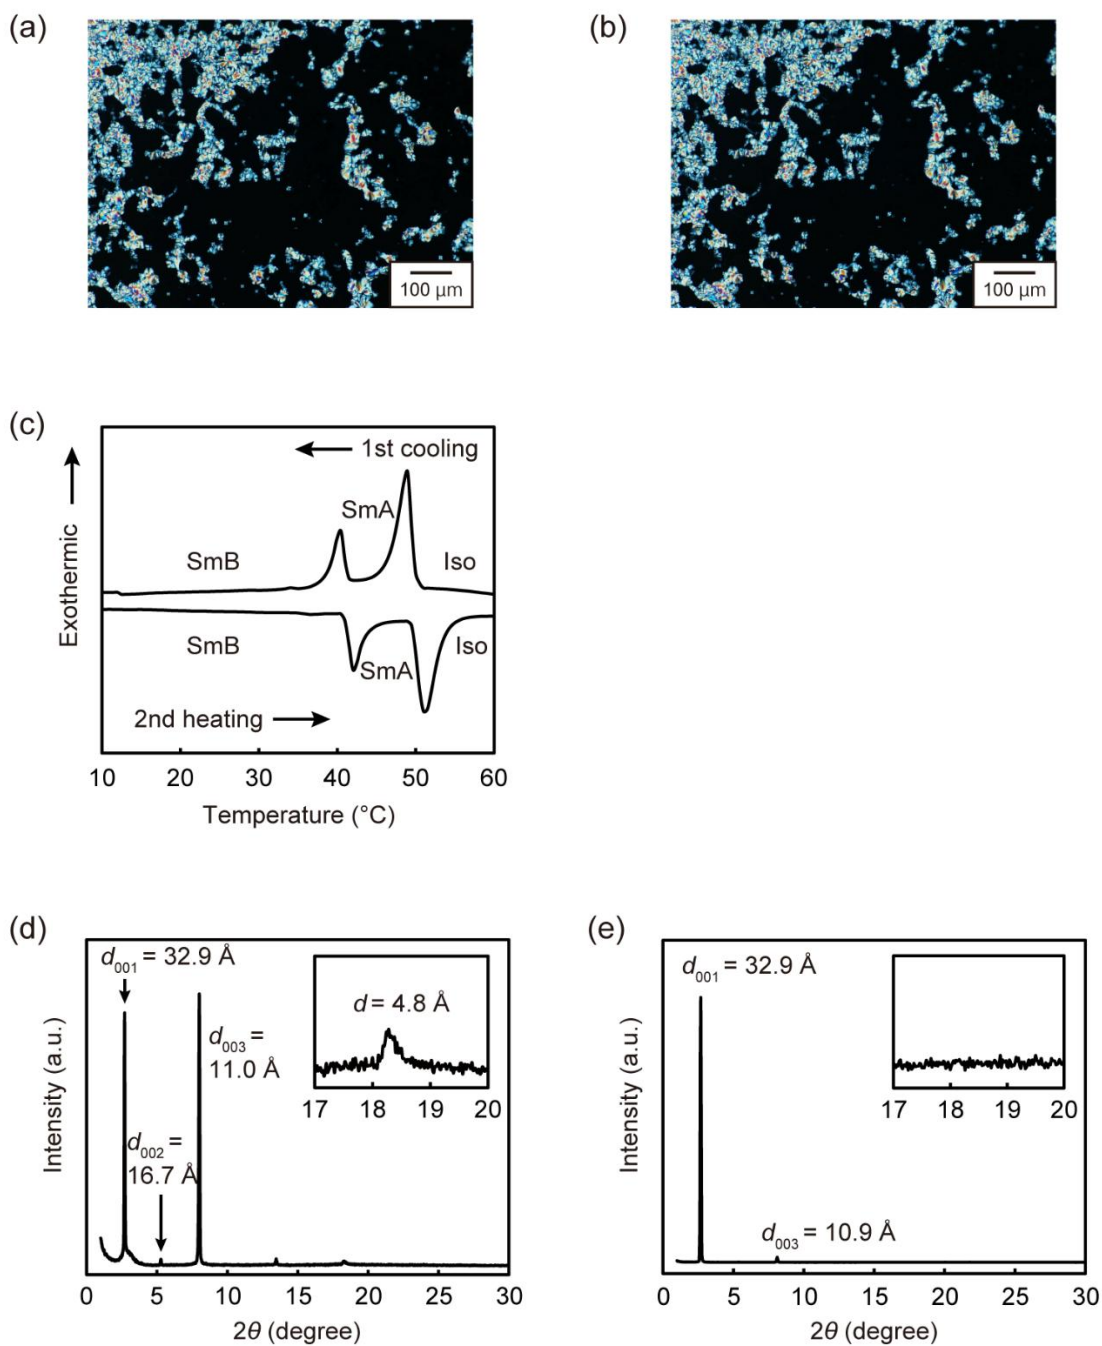 (a)
(b)
100 µm
100 µm
(c)
Exothermic
1st cooling
SmA
SmB
Iso
SmB
SmA
Iso
2nd heating
10 20 30 40 50 60
Temperature (°C)
(d)
(e)
Intensity (a.u.)
d001 = 32.9 Å
d003 =
11.0 Å
d002 =
16.7 Å
d = 4.8 Å
17 18 19 20
0 5 10 15 20 25 30
2θ (degree)
Intensity (a.u.)
d001 = 32.9 Å
17 18 19 20
d003 = 10.9 Å
0 5 10 15 20 25 30
2θ (degree)